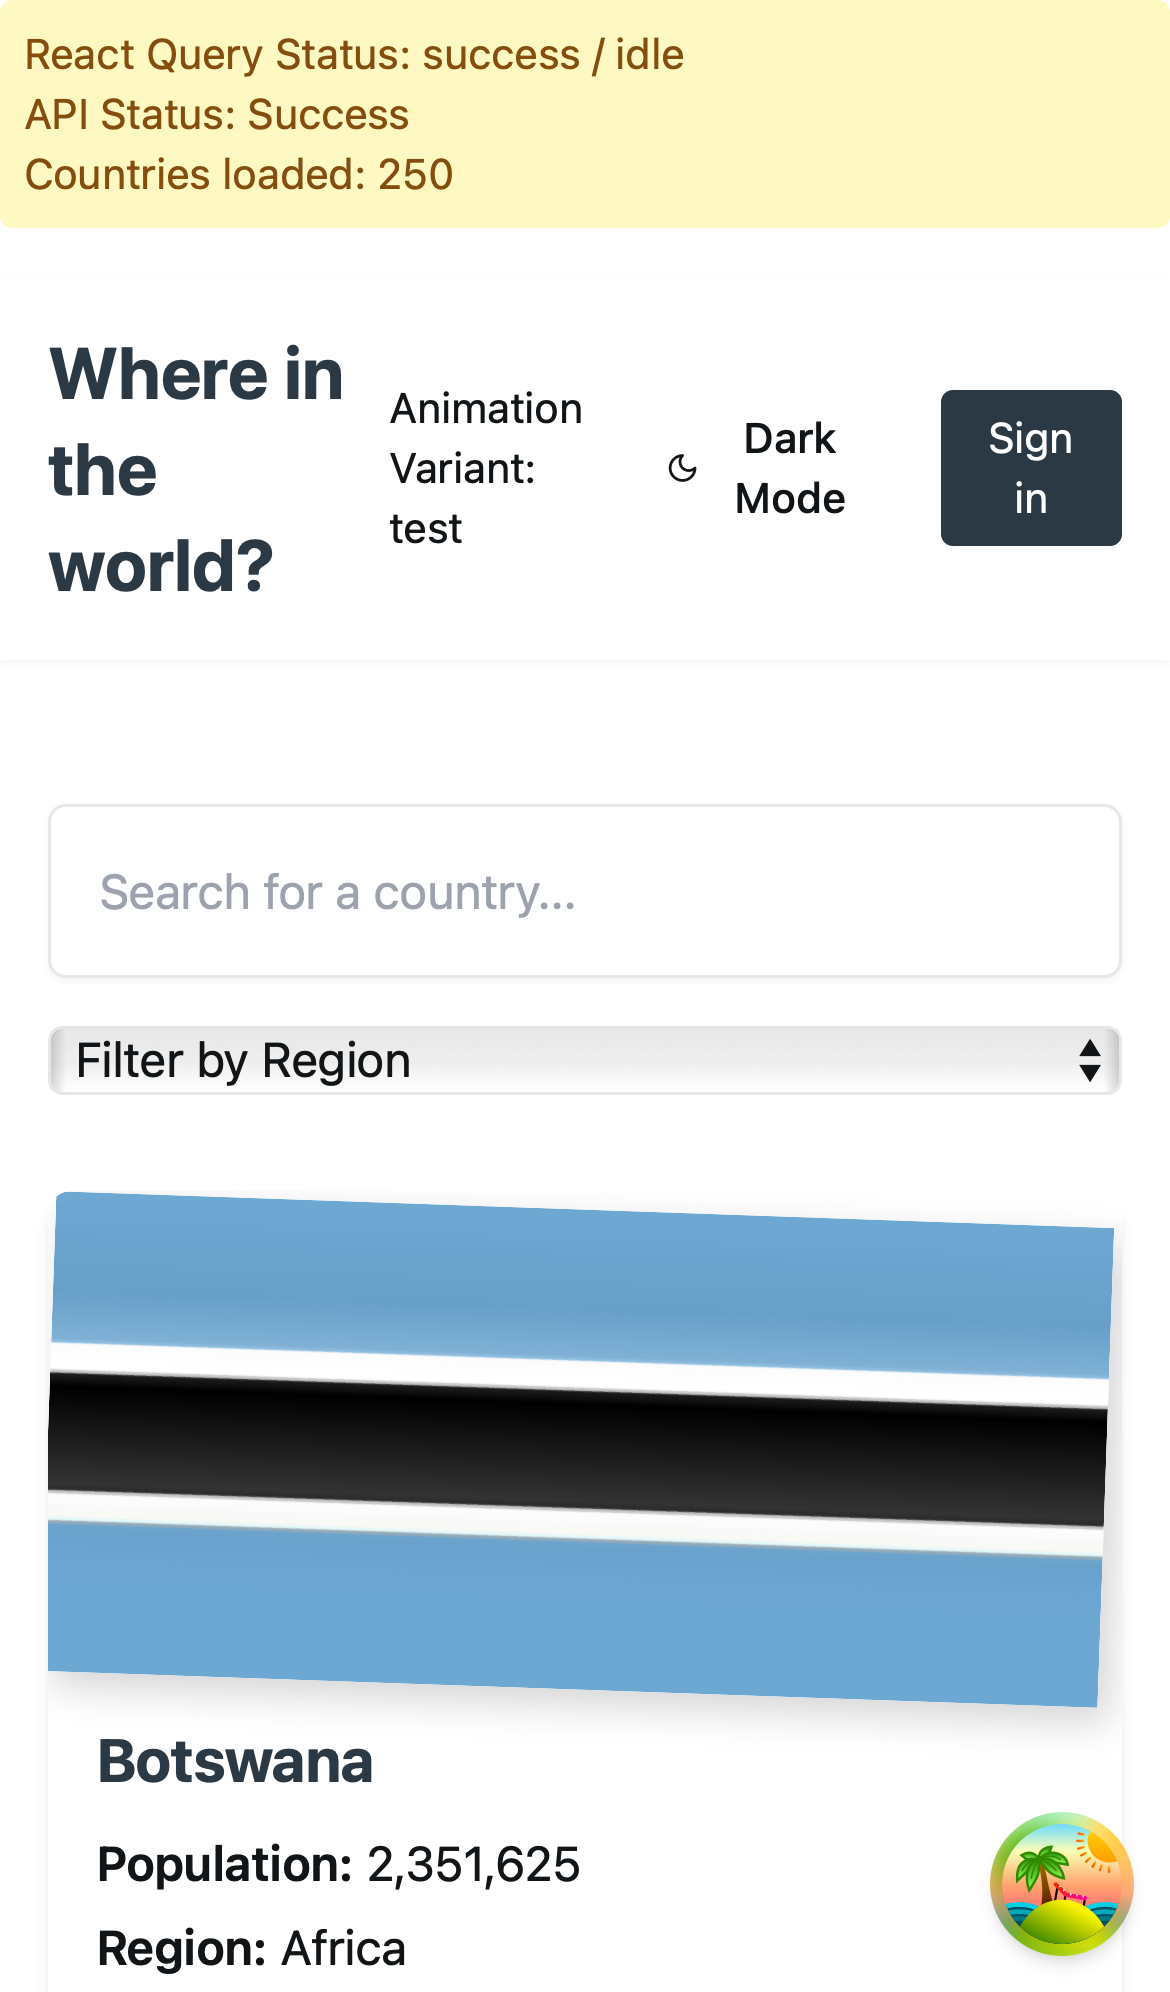 React Query Status: success / idle
API Status: Success
Countries loaded: 250
Where in
the
world?
Animation
Variant:
test
Dark
Mode
Sign
in
Search for a country...
Filter by Region
Botswana
Population: 2,351,625
Region: Africa